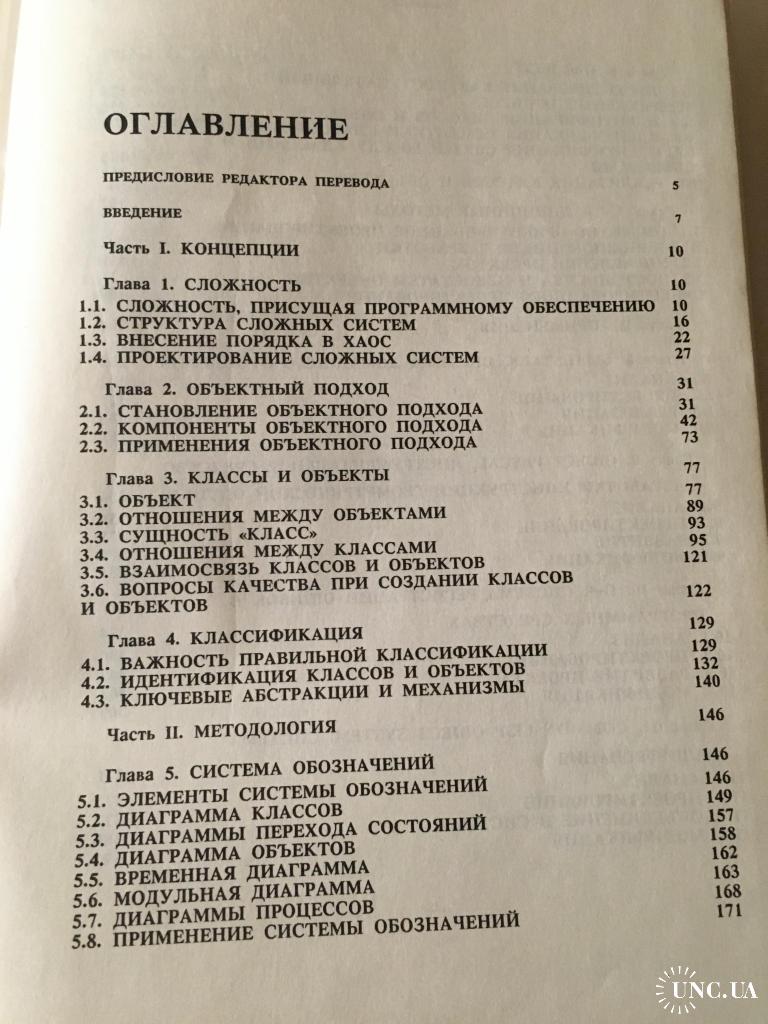 ОГЛАВЛЕНИЕ
ПРЕДИСЛОВИЕ РЕДАКТОРА ПЕРЕВОДА 5
ВВЕДЕНИЕ 7
Часть I. КОНЦЕПЦИИ 10
Глава 1. СЛОЖНОСТЬ 10
1.1. СЛОЖНОСТЬ, ПРИСУЩАЯ ПРОГРАММНОМУ ОБЕСПЕЧЕНИЮ 10
1.2. СТРУКТУРА СЛОЖНЫХ СИСТЕМ 16
1.3. ВНЕСЕНИЕ ПОРЯДКА В ХАОС 22
1.4. ПРОЕКТИРОВАНИЕ СЛОЖНЫХ СИСТЕМ 27
Глава 2. ОБЪЕКТНЫЙ ПОДХОД 31
2.1. СТАНОВЛЕНИЕ ОБЪЕКТНОГО ПОДХОДА 31
2.2. КОМПОНЕНТЫ ОБЪЕКТНОГО ПОДХОДА 42
2.3. ПРИМЕНЕНИЯ ОБЪЕКТНОГО ПОДХОДА 73
Глава 3. КЛАССЫ И ОБЪЕКТЫ 77
3.1. ОБЪЕКТ 77
3.2. ОТНОШЕНИЯ МЕЖДУ ОБЪЕКТАМИ 89
3.3. СУЩНОСТЬ «КЛАСС» 93
3.4. ОТНОШЕНИЯ МЕЖДУ КЛАССАМИ 95
3.5. ВЗАИМОСВЯЗЬ КЛАССОВ И ОБЪЕКТОВ 121
3.6. ВОПРОСЫ КАЧЕСТВА ПРИ СОЗДАНИИ КЛАССОВ
И ОБЪЕКТОВ 122
Глава 4. КЛАССИФИКАЦИЯ 129
4.1. ВАЖНОСТЬ ПРАВИЛЬНОЙ КЛАССИФИКАЦИИ 129
4.2. ИДЕНТИФИКАЦИЯ КЛАССОВ И ОБЪЕКТОВ 132
4.3. КЛЮЧЕВЫЕ АБСТРАКЦИИ И МЕХАНИЗМЫ 140
Часть II. МЕТОДОЛОГИЯ 146
Глава 5. СИСТЕМА ОБОЗНАЧЕНИЙ 146
5.1. ЭЛЕМЕНТЫ СИСТЕМЫ ОБОЗНАЧЕНИЙ 146
5.2. ДИАГРАММА КЛАССОВ 149
5.3. ДИАГРАММЫ ПЕРЕХОДА СОСТОЯНИЙ 157
5.4. ДИАГРАММА ОБЪЕКТОВ 158
5.5. ВРЕМЕННАЯ ДИАГРАММА 162
5.6. МОДУЛЬНАЯ ДИАГРАММА 163
5.7. ДИАГРАММЫ ПРОЦЕССОВ 168
5.8. ПРИМЕНЕНИЕ СИСТЕМЫ ОБОЗНАЧЕНИЙ 171
UNC.UA